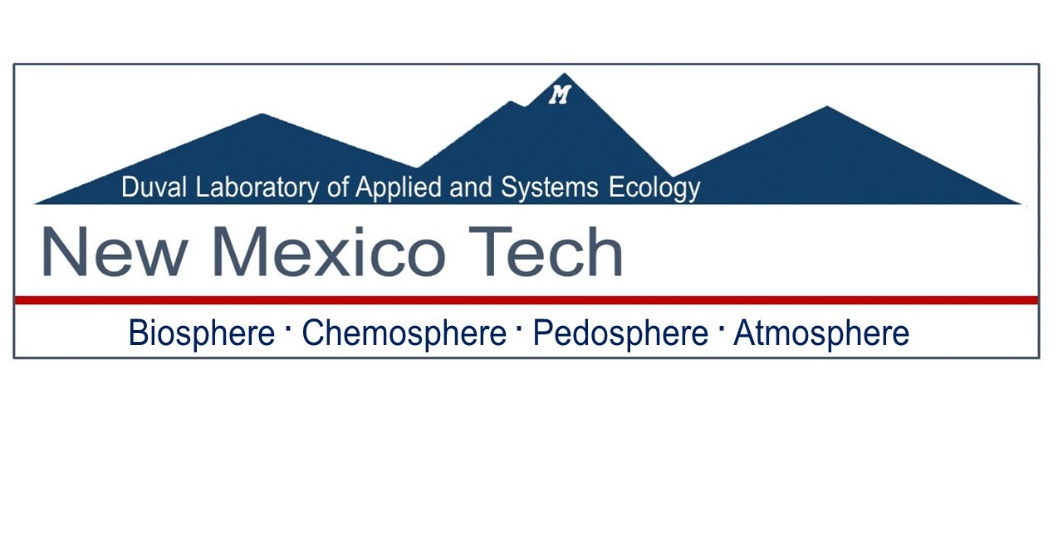 M
Duval Laboratory of Applied and Systems Ecology
New Mexico Tech
Biosphere · Chemosphere · Pedosphere · Atmosphere